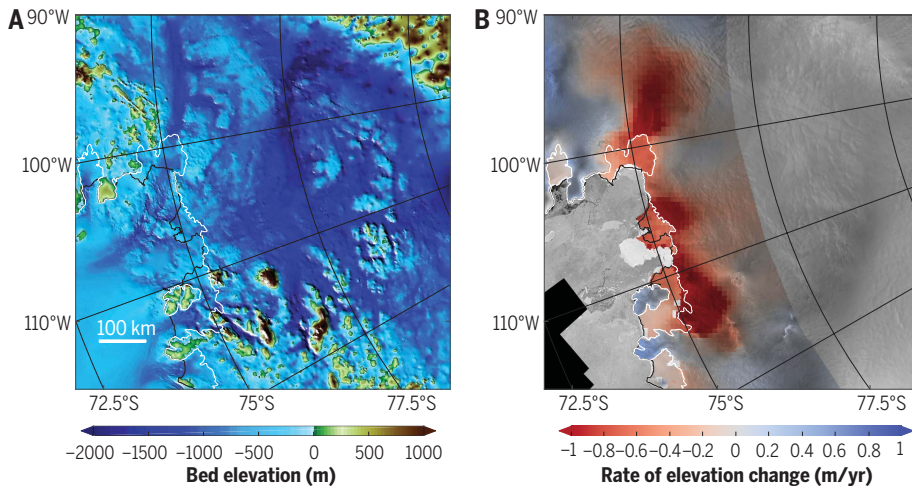 A
90°W
100°W
110°W
100 km
72.5°S
75°S
77.5°S
−2000 −1500 −1000 −500 0 250 500 1000
Bed elevation (m)
B
90°W
100°W
110°W
72.5°S
75°S
77.5°S
−1 −0.8 −0.6 −0.4 −0.2 0 0.2 0.4 0.6 0.8 1
Rate of elevation change (m/yr)